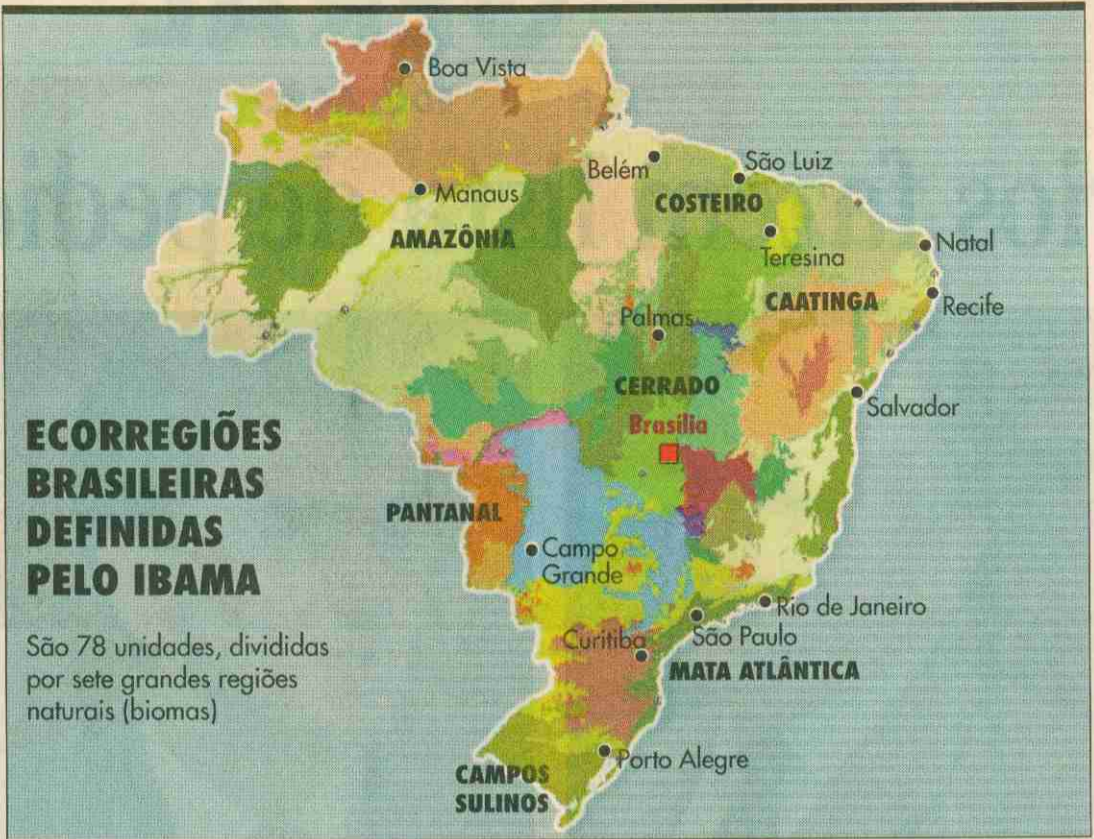 Boa Vista
Belém
São Luiz
Manaus
COSTEIRO
AMAZÔNIA
Teresina
Natal
CAATINGA
Recife
Palmas
CERRADO
Salvador
Brasília
ECORREGIÕES
BRASILEIRAS
DEFINIDAS
PELO IBAMA
PANTANAL
Campo
Grande
São 78 unidades, divididas
por sete grandes regiões
naturais (biomas)
Rio de Janeiro
São Paulo
Curitiba
MATA ATLÂNTICA
Porto Alegre
CAMPOS
SULINOS